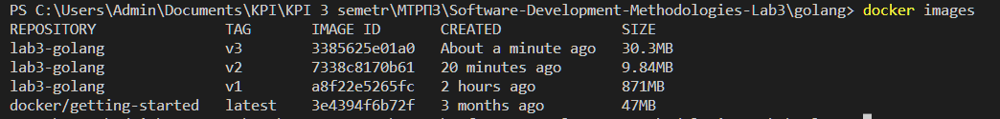 PS C:\Users\Admin\Documents\KPI\KPI 3 semetr\МТРПЗ\Software-Development-Methodologies-Lab3\golang> docker images
REPOSITORY TAG IMAGE ID CREATED SIZE
lab3-golang v3 3385625e01a0 About a minute ago 30.3MB
lab3-golang v2 7338c8170b61 20 minutes ago 9.84MB
lab3-golang v1 a8f22e5265fc 2 hours ago 871MB
docker/getting-started latest 3e4394f6b72f 3 months ago 47MB